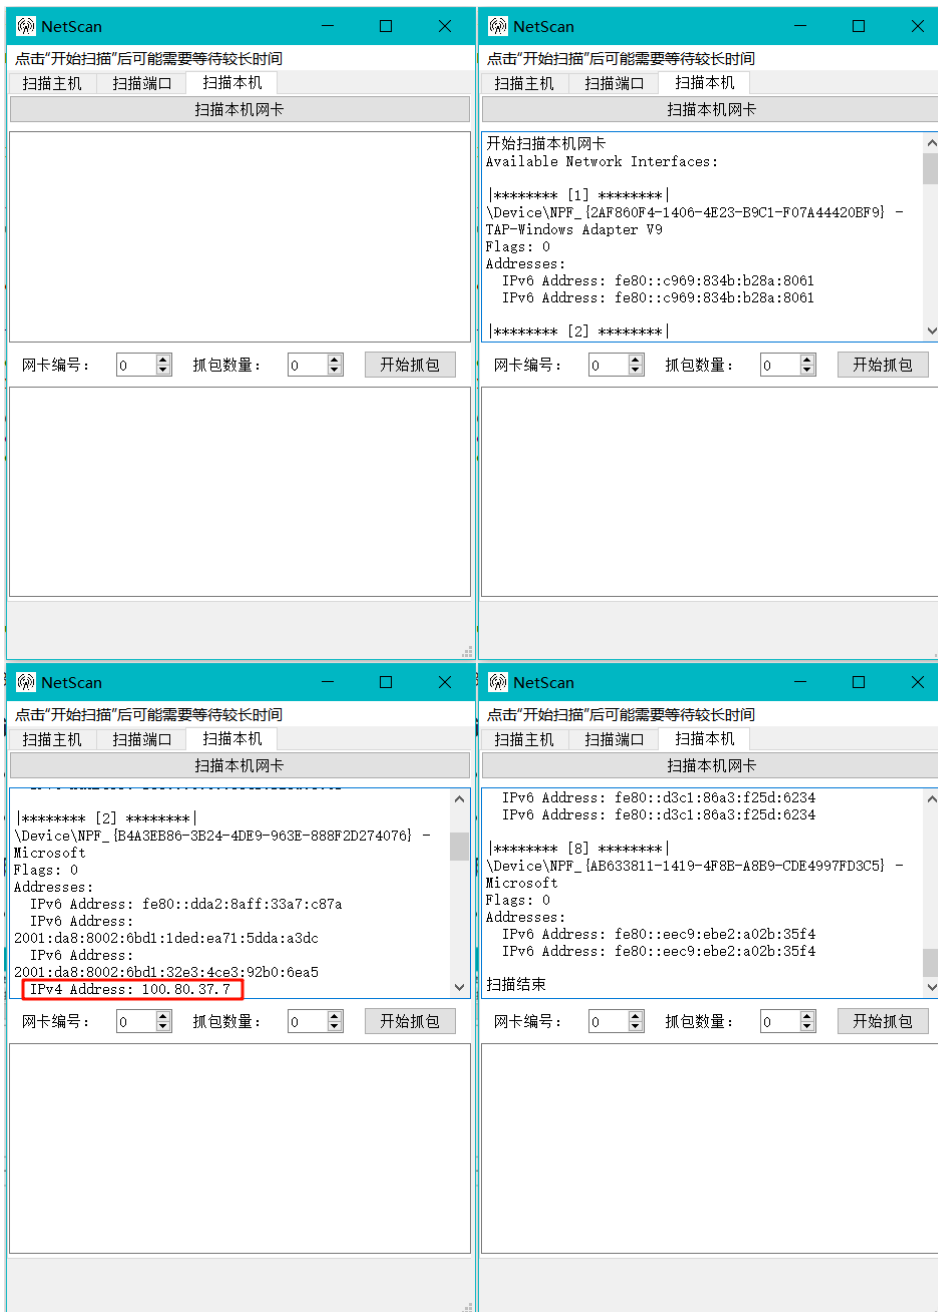 NetScan
点击“开始扫描”后可能需要等待较长时间
扫描主机 扫描端口 扫描本机
扫描本机网卡
网卡编号： 0 抓包数量： 0 开始抓包
NetScan
点击“开始扫描”后可能需要等待较长时间
扫描主机 扫描端口 扫描本机
扫描本机网卡
开始扫描本机网卡
Available Network Interfaces:
|******** [1] ********|
\Device\NPF_{2AF860F4-1406-4E23-B9C1-F07A44420BF9} -
TAP-Windows Adapter V9
Flags: 0
Addresses:
IPv6 Address: fe80::c969:834b:b28a:8061
IPv6 Address: fe80::c969:834b:b28a:8061
|******** [2] ********|
网卡编号： 0 抓包数量： 0 开始抓包
NetScan
点击“开始扫描”后可能需要等待较长时间
扫描主机 扫描端口 扫描本机
扫描本机网卡
|******** [2] ********|
\Device\NPF_{B4A3EB86-3B24-4DE9-963E-888F2D274076} -
Microsoft
Flags: 0
Addresses:
IPv6 Address: fe80::dda2:8aff:33a7:c87a
IPv6 Address:
2001:da8:8002:6bd1:1ded:ea71:5dda:a3dc
IPv6 Address:
2001:da8:8002:6bd1:32e3:4ce3:92b0:6ea5
IPv4 Address: 100.80.37.7
网卡编号： 0 抓包数量： 0 开始抓包
NetScan
点击“开始扫描”后可能需要等待较长时间
扫描主机 扫描端口 扫描本机
扫描本机网卡
IPv6 Address: fe80::d3c1:86a3:f25d:6234
IPv6 Address: fe80::d3c1:86a3:f25d:6234
|******** [8] ********|
\Device\NPF_{AB633811-1419-4F8B-A8B9-CDE4997FD3C5} -
Microsoft
Flags: 0
Addresses:
IPv6 Address: fe80::eec9:ebe2:a02b:35f4
IPv6 Address: fe80::eec9:ebe2:a02b:35f4
扫描结束
网卡编号： 0 抓包数量： 0 开始抓包